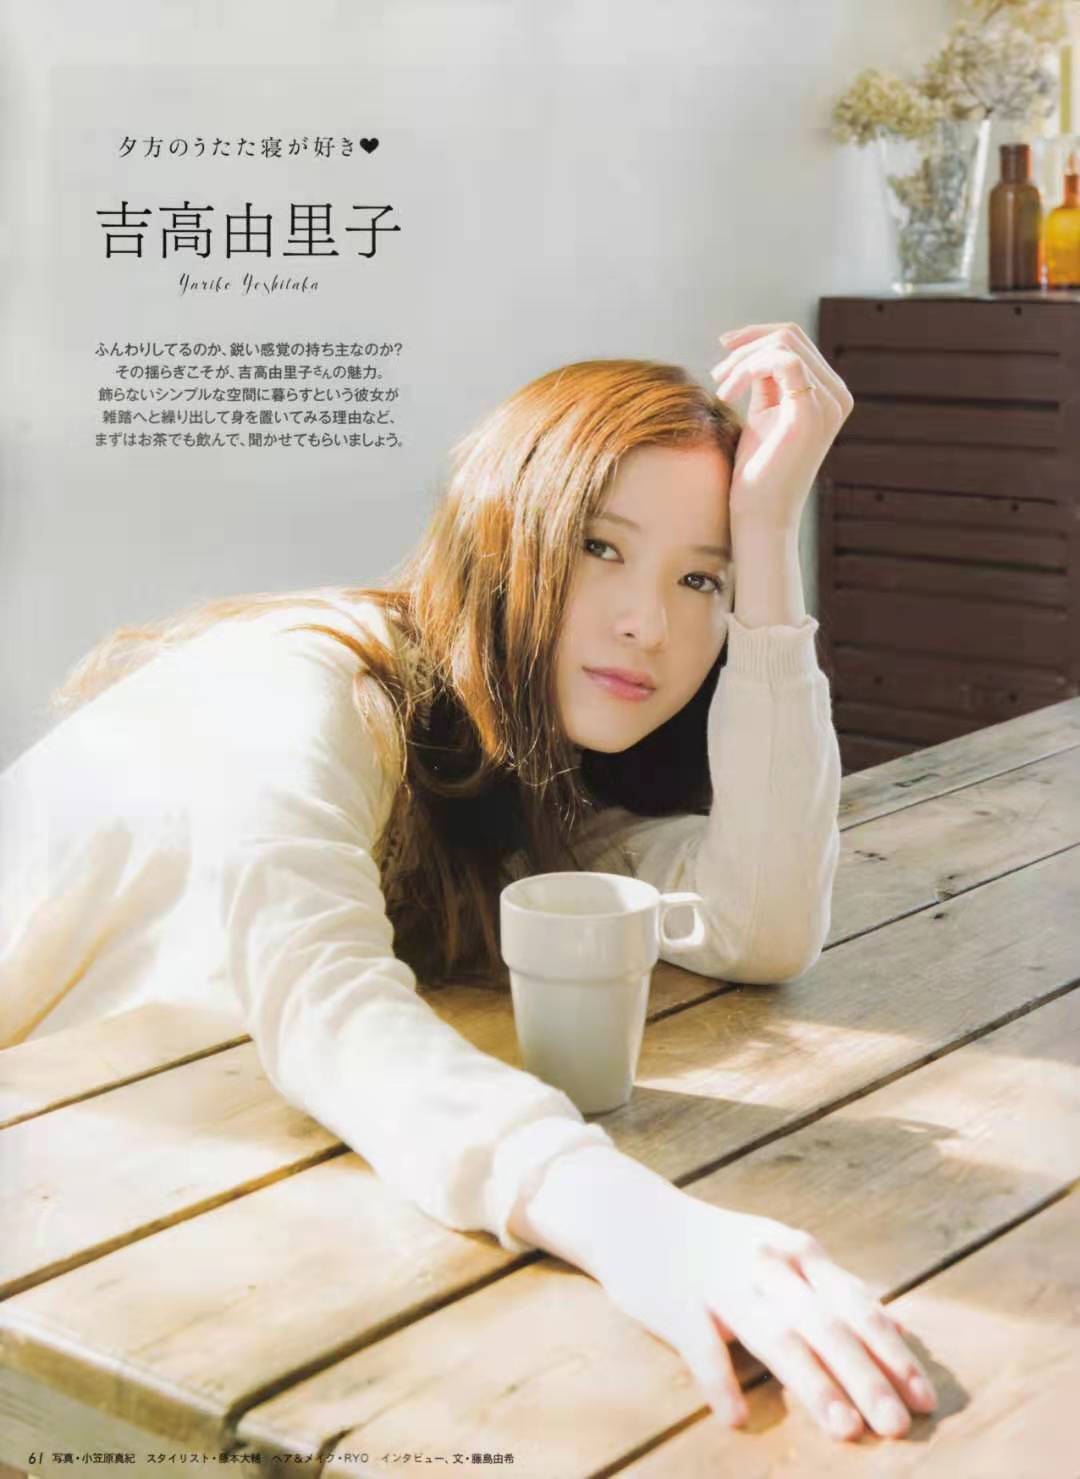 夕方のうたた寝が好き♥
吉高由里子
Yuriko Yoshitaka
ふんわりしてるのか、鋭い感覚の持ち主なのか?
その揺らぎこそが、吉高由里子さんの魅力。
飾らないシンプルな空間に暮らすという彼女が
雑踏へと繰り出して身を置いてみる理由など、
まずはお茶でも飲んで、聞かせてもらいましょう。
61 写真・小笠原真紀 スタイリスト・藤本大輔 ヘア&メイク・RYO インタビュー、文・藤島由希